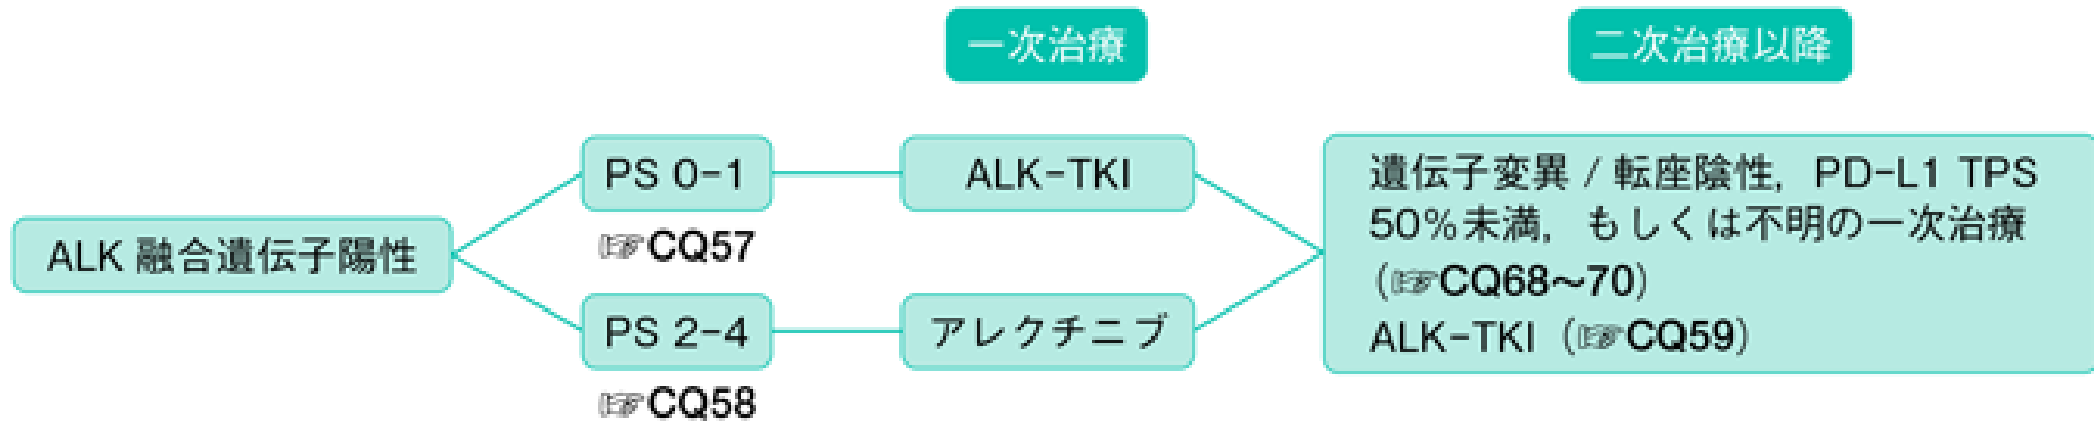 一次治療
二次治療以降
ALK 融合遺伝子陽性
PS 0-1
☞CQ57
ALK-TKI
PS 2-4
☞CQ58
アレクチニブ
遺伝子変異 / 転座陰性，PD-L1 TPS
50%未満，もしくは不明の一次治療
（☞CQ68～70）
ALK-TKI（☞CQ59）